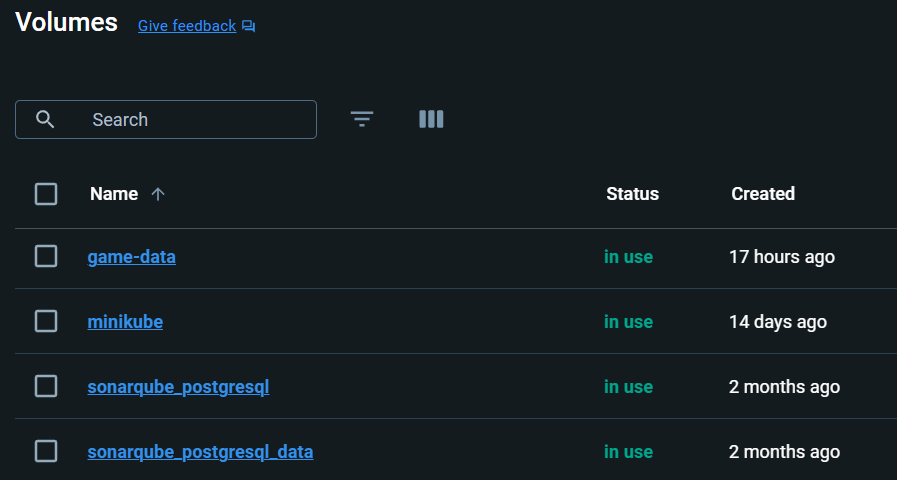 Volumes Give feedback
Search
Name Status Created
game-data in use 17 hours ago
minikube in use 14 days ago
sonarqube_postgresql in use 2 months ago
sonarqube_postgresql_data in use 2 months ago